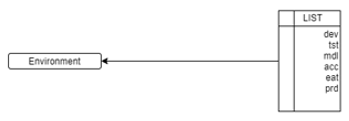 LIST
dev
tst
mdl
acc
eat
prd
Environment